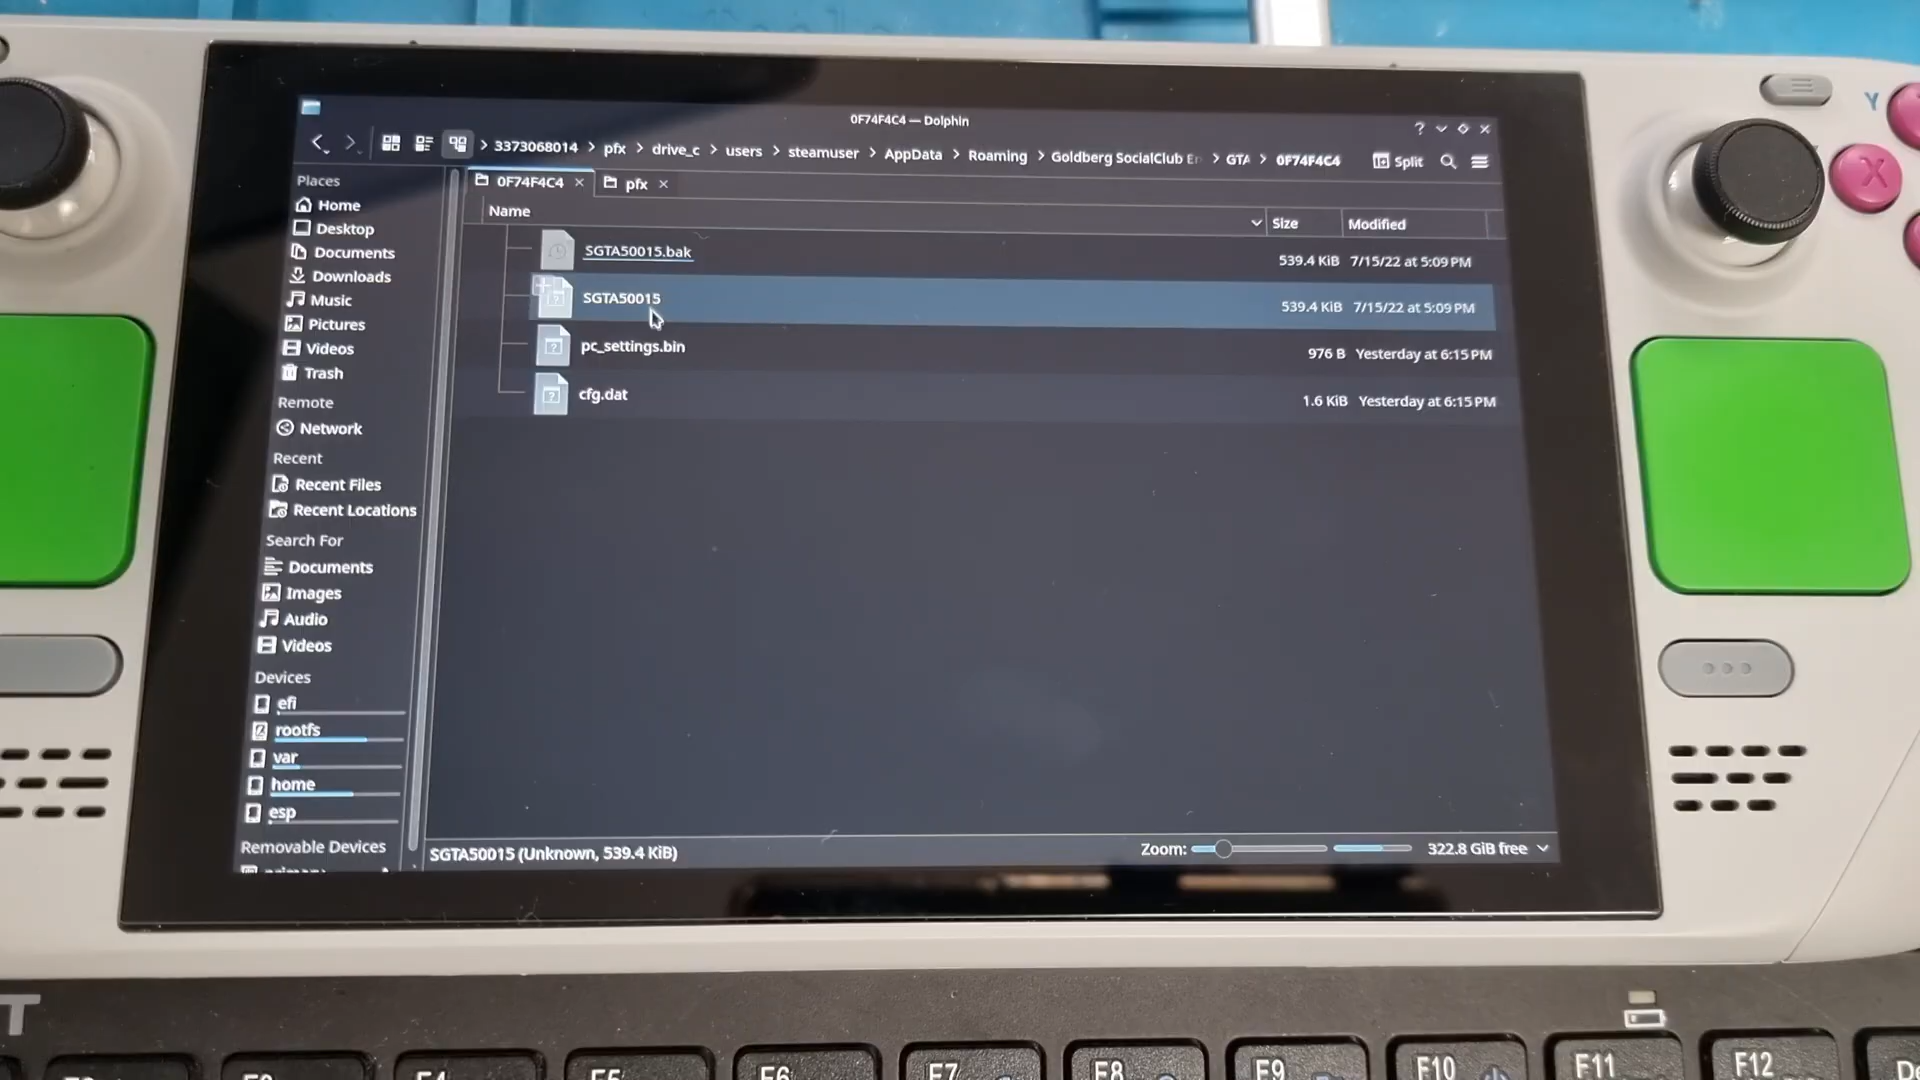 0F74F4C4 — Dolphin
3373068014 > pfx > drive_c > users > steamuser > AppData > Roaming > Goldberg SocialClub > GTA > 0F74F4C4
Split
0F74F4C4
pfx
Name Size Modified
SGTA50015.bak 539.4 KiB 7/15/22 at 5:09 PM
SGTA50015 539.4 KiB 7/15/22 at 5:09 PM
pc_settings.bin 976 B Yesterday at 6:15 PM
cfg.dat 1.6 KiB Yesterday at 6:15 PM
Places
Home
Desktop
Documents
Downloads
Music
Pictures
Videos
Trash
Remote
Network
Recent
Recent Files
Recent Locations
Search For
Documents
Images
Audio
Videos
Devices
efi
rootfs
var
home
esp
Removable Devices
SGTA50015 (Unknown, 539.4 KiB)
Zoom:
322.8 GiB free
Y
X
T
F4 F5 F6 F7 F8 F9 F10 F11 F12